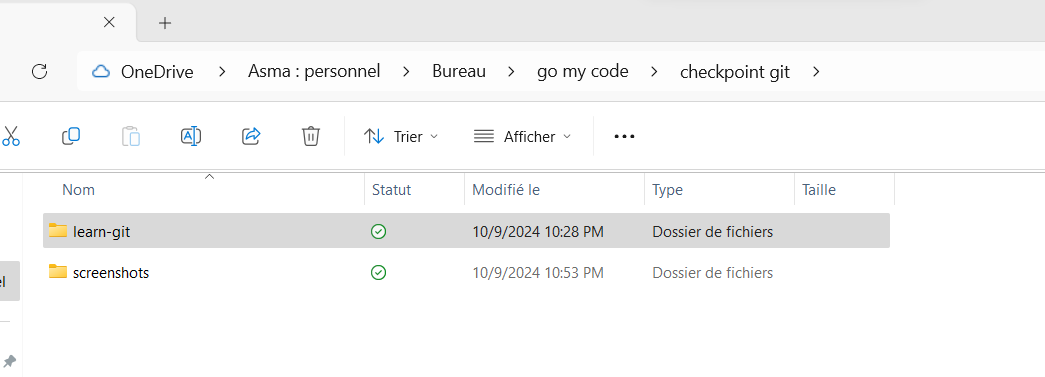 OneDrive > Asma : personnel > Bureau > go my code > checkpoint git >
Trier Afficher
Nom Statut Modifié le Type Taille
learn-git 10/9/2024 10:28 PM Dossier de fichiers
screenshots 10/9/2024 10:53 PM Dossier de fichiers